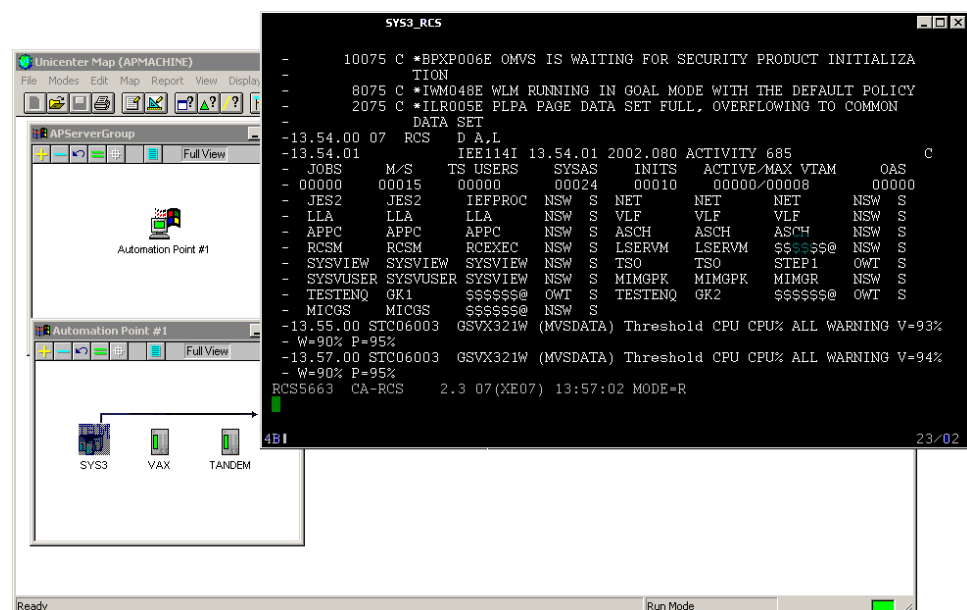 SYS3_RCS
Unicenter Map (APMACHINE)
File Modes Edit Map Report View Display
APServerGroup
Full View
Automation Point #1
Automation Point #1
Full View
SYS3 VAX TANDEM
- 10075 C *BPXP006E OMVS IS WAITING FOR SECURITY PRODUCT INITIALIZA
- TION
- 8075 C *IWM048E WLM RUNNING IN GOAL MODE WITH THE DEFAULT POLICY
- 2075 C *ILR005E PLPA PAGE DATA SET FULL, OVERFLOWING TO COMMON
- DATA SET
-13.54.00 07 RCS D A,L
-13.54.01 IEE114I 13.54.01 2002.080 ACTIVITY 685 C
- JOBS M/S TS USERS SYSAS INITS ACTIVE/MAX VTAM OAS
- 00000 00015 00000 00024 00010 00000/00008 00000
- JES2 JES2 IEFPROC NSW S NET NET NET NSW S
- LLA LLA LLA NSW S VLF VLF VLF NSW S
- APPC APPC APPC NSW S ASCH ASCH ASCH NSW S
- RCSM RCSM RCEXEC NSW S LSERVM LSERVM $$$$$$@ NSW S
- SYSVIEW SYSVIEW SYSVIEW NSW S TSO TSO STEP1 OWT S
- SYSVUSER SYSVUSER SYSVIEW NSW S MIMGPK MIMGPK MIMGR NSW S
- TESTENQ GK1 $$$$$$@ OWT S TESTENQ GK2 $$$$$$@ OWT S
- MICGS MICGS $$$$$$@ NSW S
-13.55.00 STC06003 GSVX321W (MVSDATA) Threshold CPU CPU% ALL WARNING V=93%
- W=90% P=95%
-13.57.00 STC06003 GSVX321W (MVSDATA) Threshold CPU CPU% ALL WARNING V=94%
- W=90% P=95%
RCS5663 CA-RCS 2.3 07(XE07) 13:57:02 MODE=R
4B 23/02
Ready Run Mode